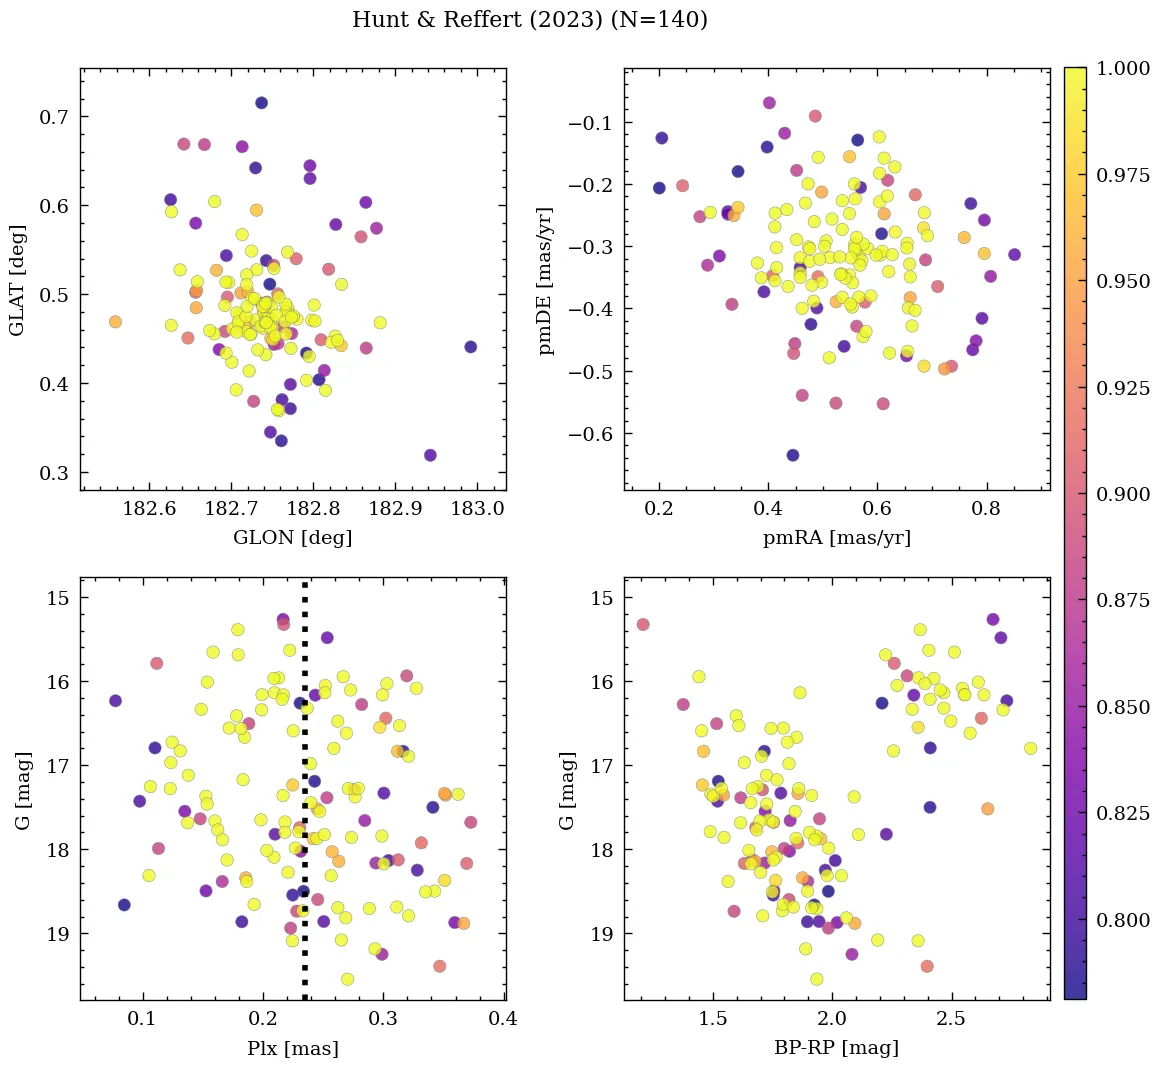 Hunt & Reffert (2023) (N=140)
0.7
0.6
0.5
0.4
0.3
GLAT [deg]
182.6 182.7 182.8 182.9 183.0
GLON [deg]
−0.1
−0.2
−0.3
−0.4
−0.5
−0.6
pmDE [mas/yr]
0.2 0.4 0.6 0.8
pmRA [mas/yr]
15
16
17
18
19
G [mag]
0.1 0.2 0.3 0.4
Plx [mas]
15
16
17
18
19
G [mag]
1.5 2.0 2.5
BP-RP [mag]
1.000
0.975
0.950
0.925
0.900
0.875
0.850
0.825
0.800